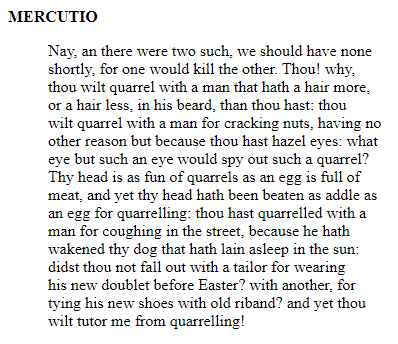 MERCUTIO
Nay, an there were two such, we should have none
shortly, for one would kill the other. Thou! why,
thou wilt quarrel with a man that hath a hair more,
or a hair less, in his beard, than thou hast: thou
wilt quarrel with a man for cracking nuts, having no
other reason but because thou hast hazel eyes: what
eye but such an eye would spy out such a quarrel?
Thy head is as fun of quarrels as an egg is full of
meat, and yet thy head hath been beaten as addle as
an egg for quarrelling: thou hast quarrelled with a
man for coughing in the street, because he hath
wakened thy dog that hath lain asleep in the sun:
didst thou not fall out with a tailor for wearing
his new doublet before Easter? with another, for
tying his new shoes with old riband? and yet thou
wilt tutor me from quarrelling!